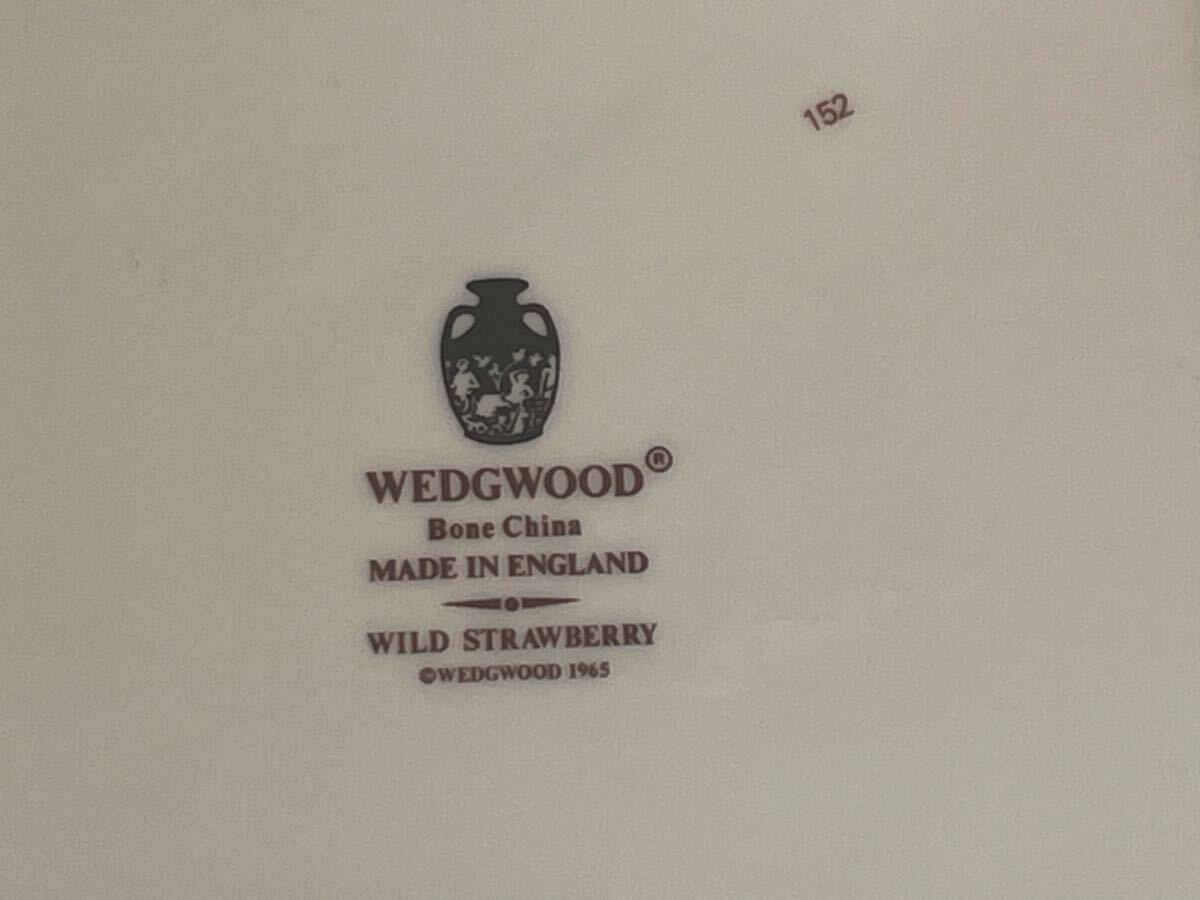 152
WEDGWOOD®
Bone China
MADE IN ENGLAND
WILD STRAWBERRY
©WEDGWOOD 1965